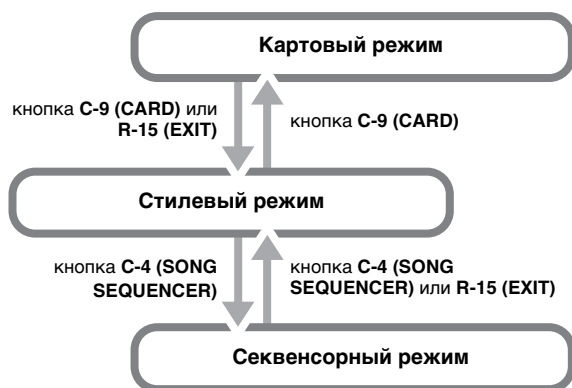 Картовый режим
кнопка C-9 (CARD) или
R-15 (EXIT)
кнопка C-9 (CARD)
Стилевый режим
кнопка C-4 (SONG
SEQUENCER)
кнопка C-4 (SONG
SEQUENCER) или R-15 (EXIT)
Секвенсорный режим